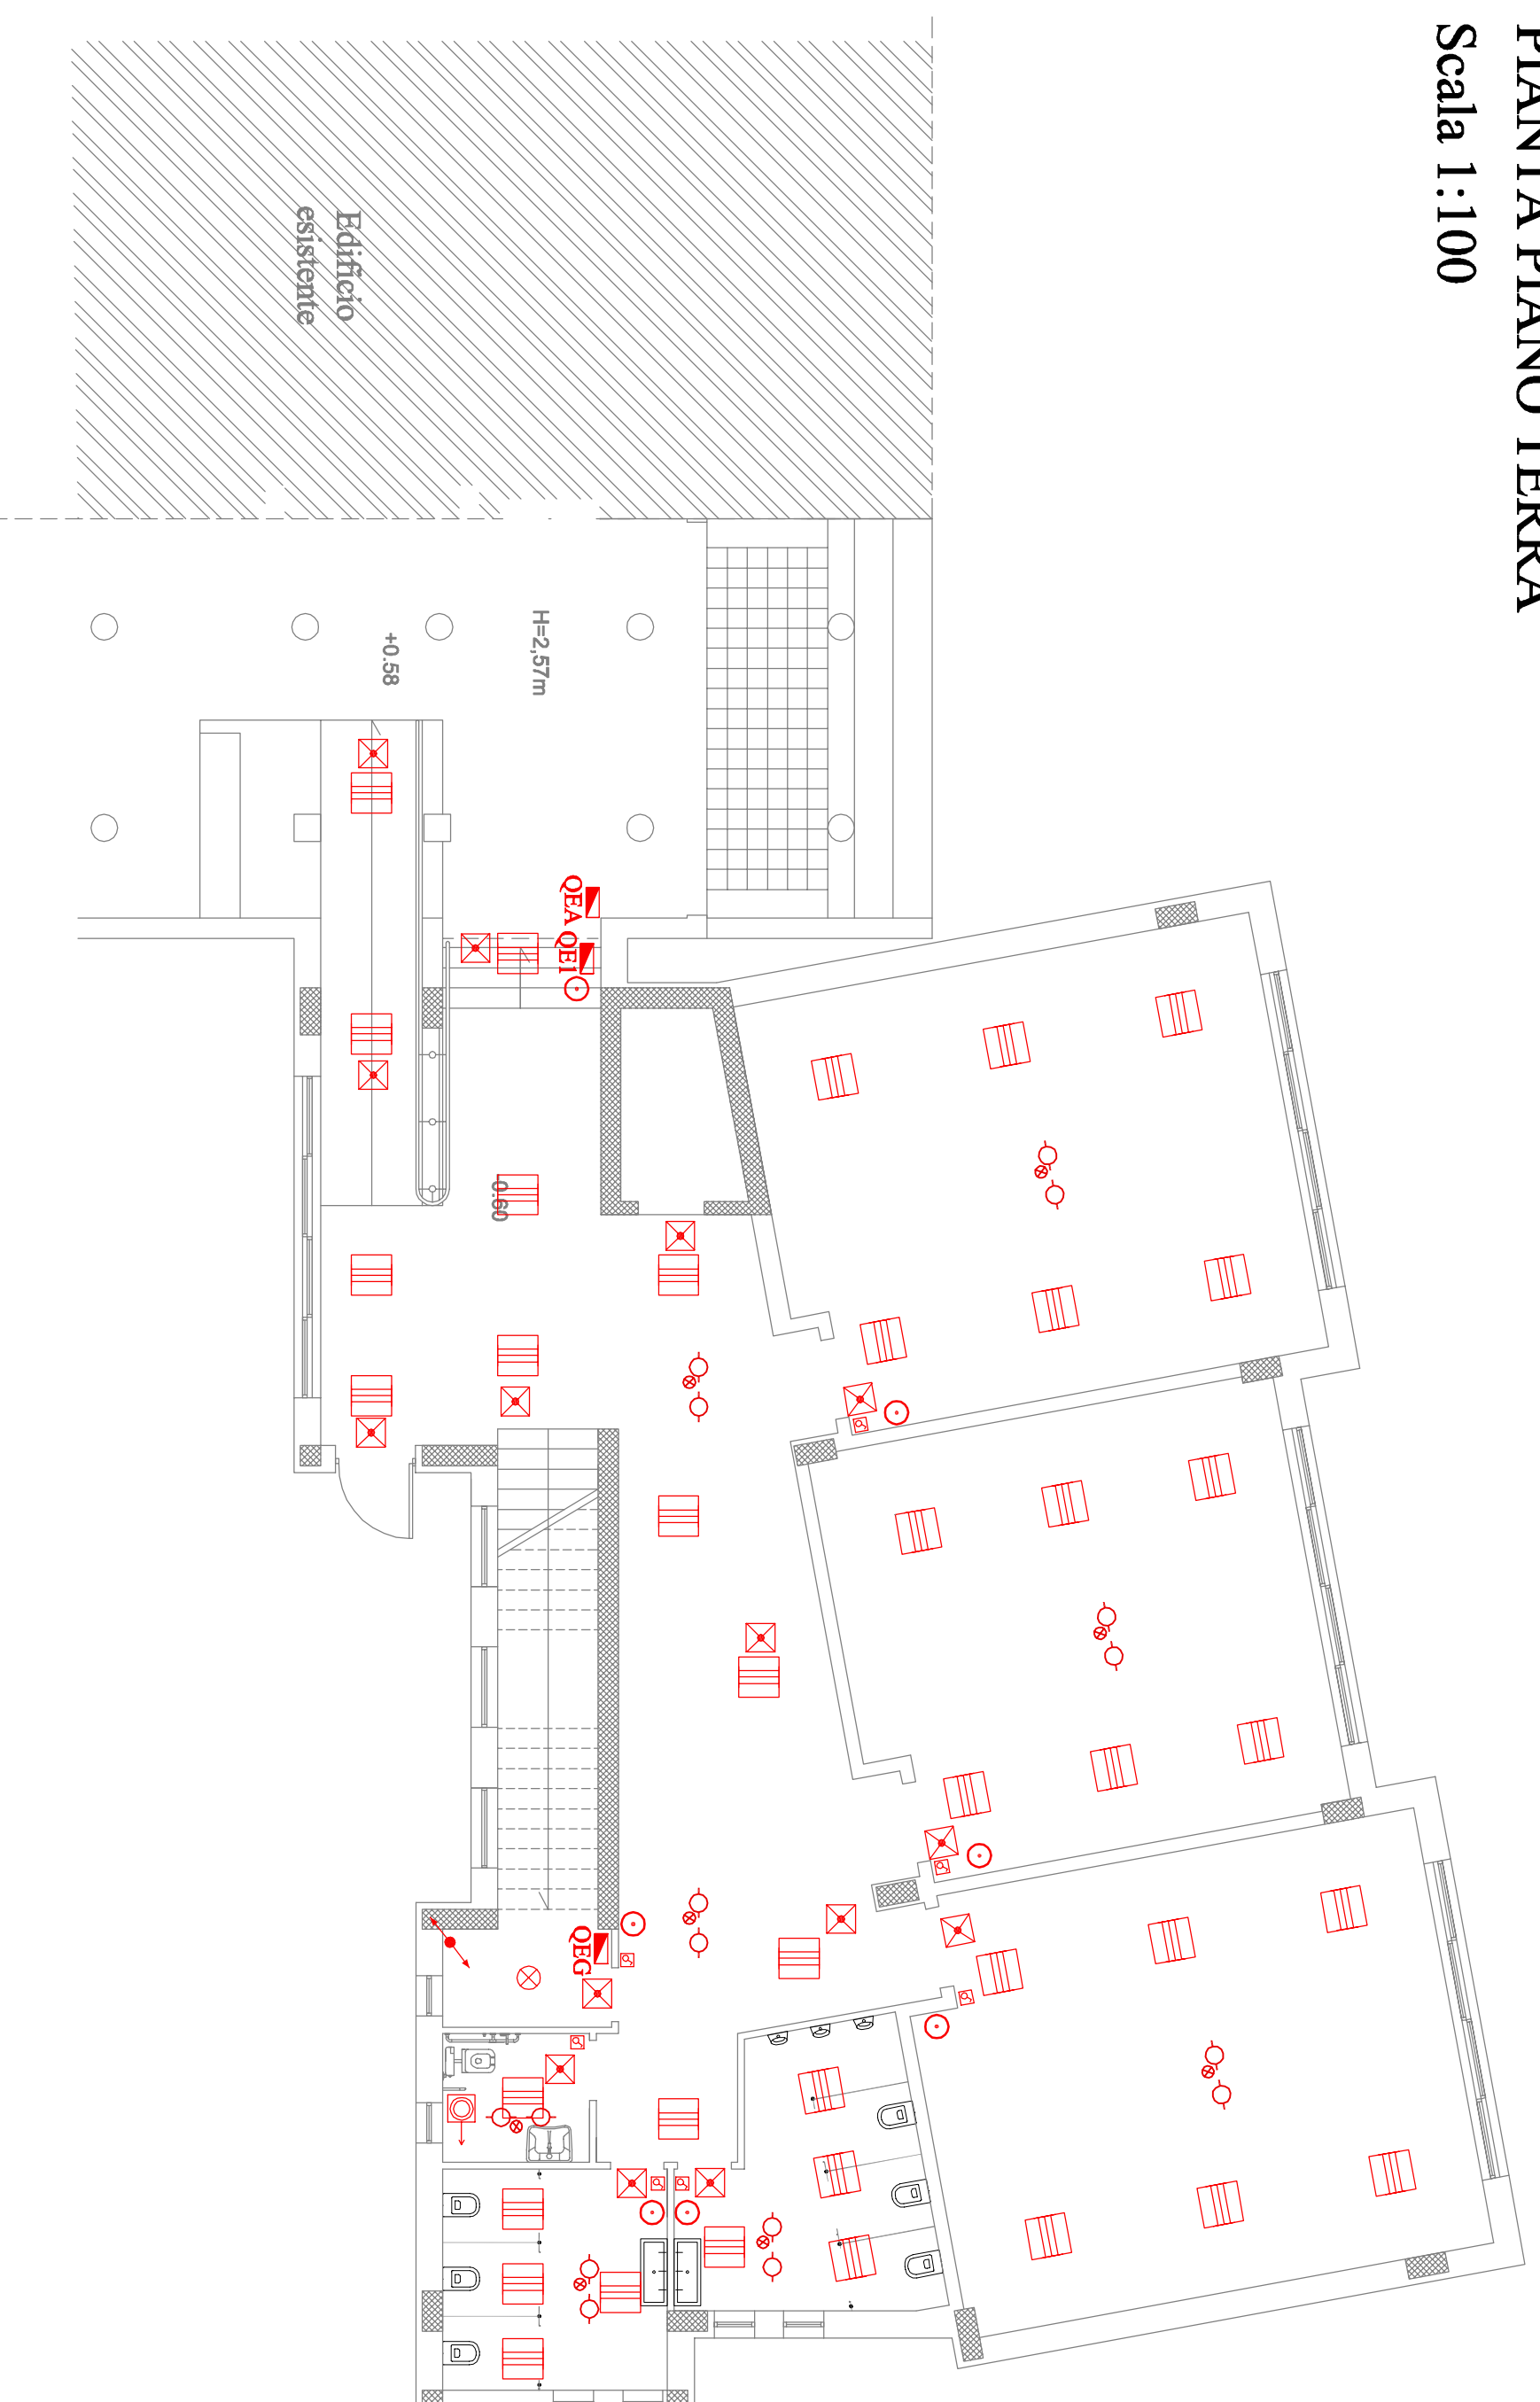 PIANTA PIANO TERRA
Scala 1:100
Edificio
esistente
H=2,57m
+0.58
QEA
QE1
0.60
QEG